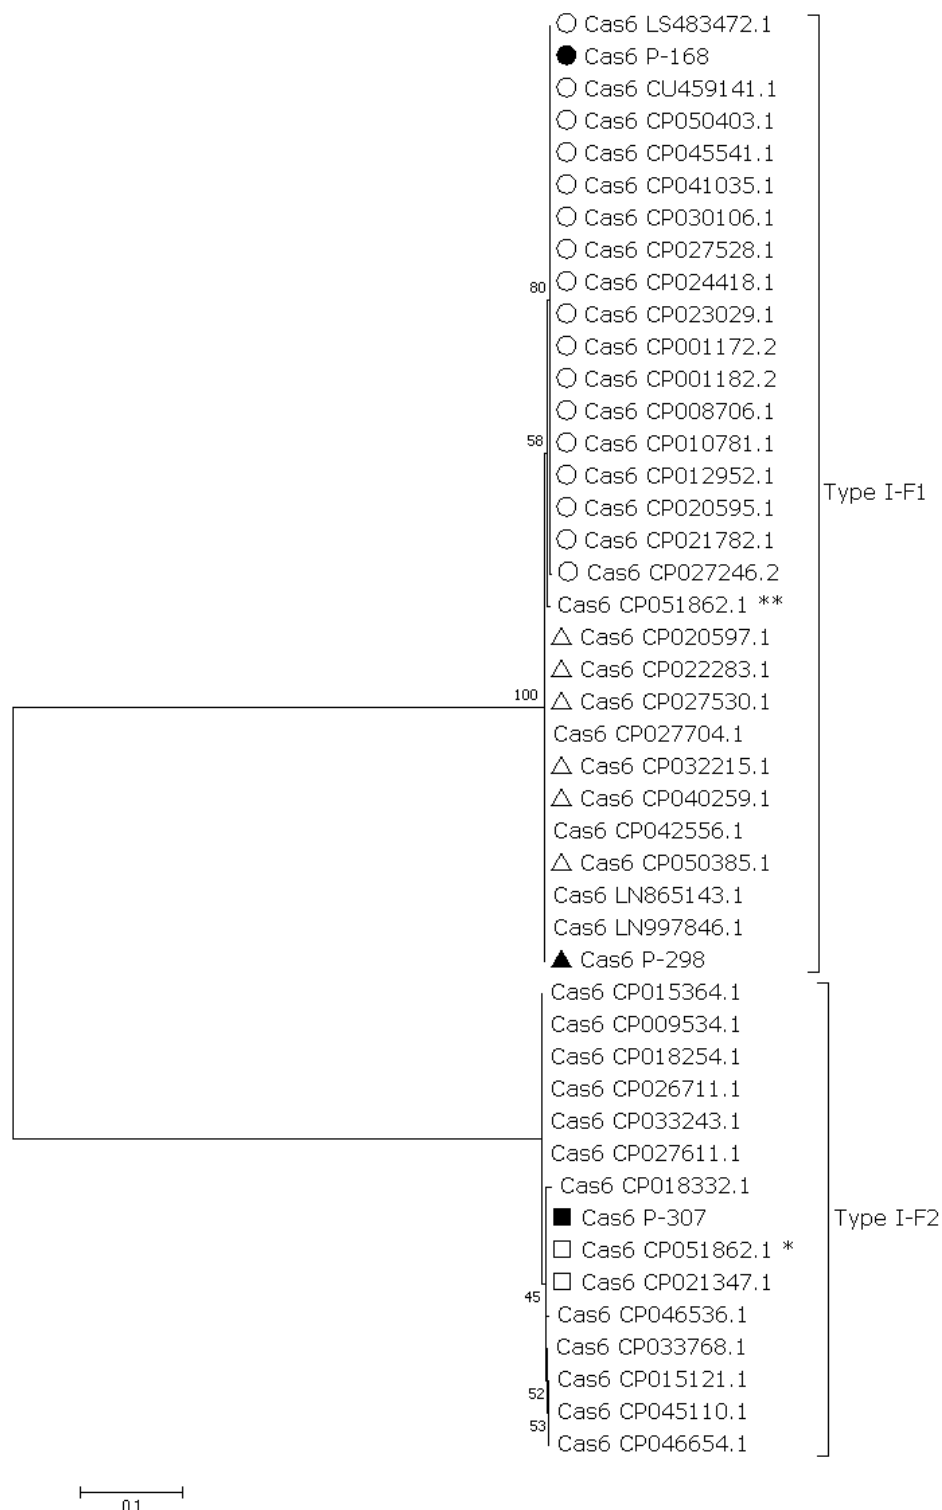 Cas6 LS483472.1
Cas6 P-168
Cas6 CU459141.1
Cas6 CP050403.1
Cas6 CP045541.1
Cas6 CP041035.1
Cas6 CP030106.1
Cas6 CP027528.1
Cas6 CP024418.1
80
Cas6 CP023029.1
Cas6 CP001172.2
Cas6 CP001182.2
Cas6 CP008706.1
58
Cas6 CP010781.1
Cas6 CP012952.1
Type I-F1
Cas6 CP020595.1
Cas6 CP021782.1
Cas6 CP027246.2
Cas6 CP051862.1 **
Cas6 CP020597.1
Cas6 CP022283.1
100
Cas6 CP027530.1
Cas6 CP027704.1
Cas6 CP032215.1
Cas6 CP040259.1
Cas6 CP042556.1
Cas6 CP050385.1
Cas6 LN865143.1
Cas6 LN997846.1
Cas6 P-298
Cas6 CP015364.1
Cas6 CP009534.1
Cas6 CP018254.1
Cas6 CP026711.1
Cas6 CP033243.1
Cas6 CP027611.1
Cas6 CP018332.1
Cas6 P-307
Type I-F2
Cas6 CP051862.1 *
Cas6 CP021347.1
45
Cas6 CP046536.1
Cas6 CP033768.1
Cas6 CP015121.1
52
Cas6 CP045110.1
53
Cas6 CP046654.1
0.1